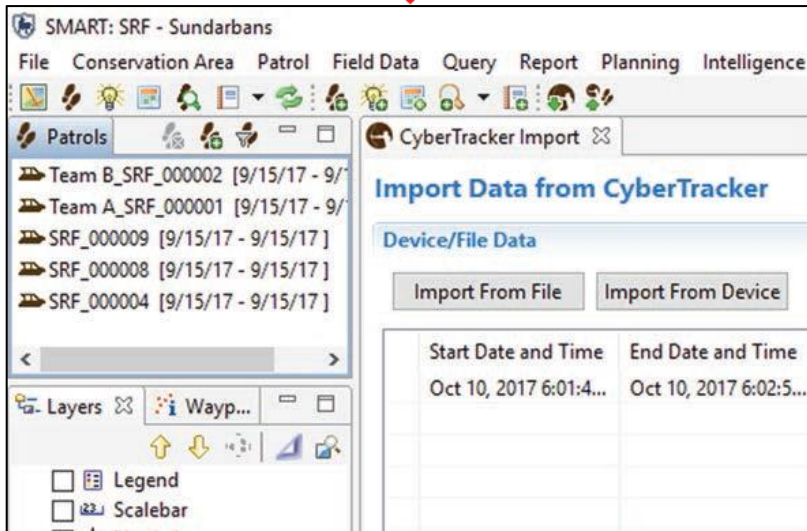 SMART: SRF - Sundarbans
File Conservation Area Patrol Field Data Query Report Planning Intelligence
Patrols
Team B_SRF_000002 [9/15/17 - 9/
Team A_SRF_000001 [9/15/17 - 9/
SRF_000009 [9/15/17 - 9/15/17 ]
SRF_000008 [9/15/17 - 9/15/17 ]
SRF_000004 [9/15/17 - 9/15/17 ]
Layers
Wayp...
Legend
Scalebar
CyberTracker Import
Import Data from CyberTracker
Device/File Data
Import From File Import From Device
Start Date and Time End Date and Time
Oct 10, 2017 6:01:4... Oct 10, 2017 6:02:5...